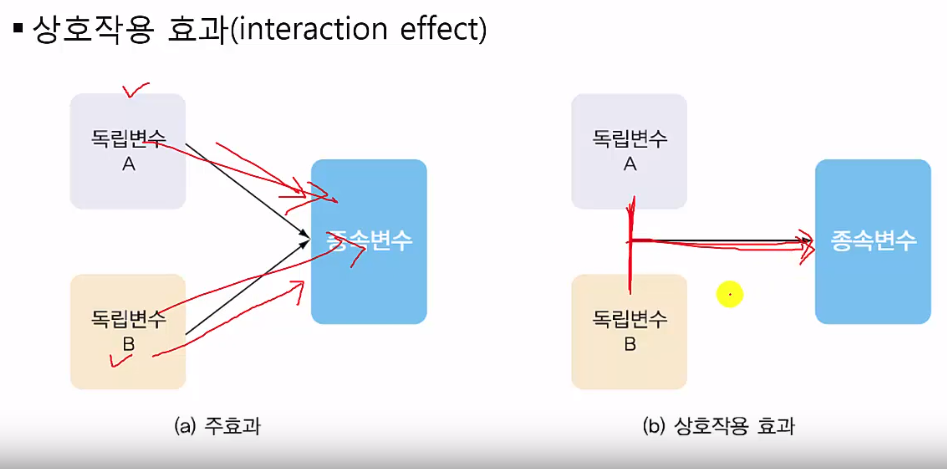 ▪ 상호작용 효과(interaction effect)
독립변수
A
종속변수
독립변수
B
(a) 주효과
독립변수
A
종속변수
독립변수
B
(b) 상호작용 효과